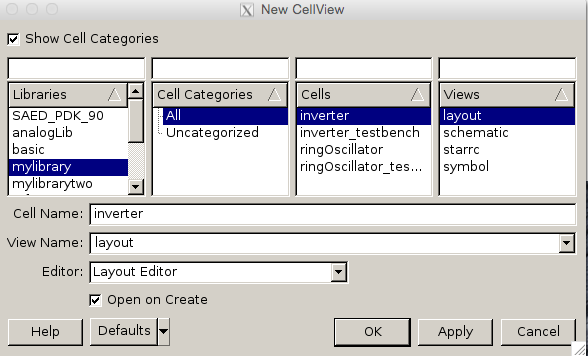 New CellView
Show Cell Categories
Libraries
SAED_PDK_90
analogLib
basic
mylibrary
mylibrarytwo
Cell Categories
All
Uncategorized
Cells
inverter
inverter_testbench
ringOscillator
ringOscillator_tes...
Views
layout
schematic
starrc
symbol
Cell Name: inverter
View Name: layout
Editor: Layout Editor
Open on Create
Help Defaults OK Apply Cancel